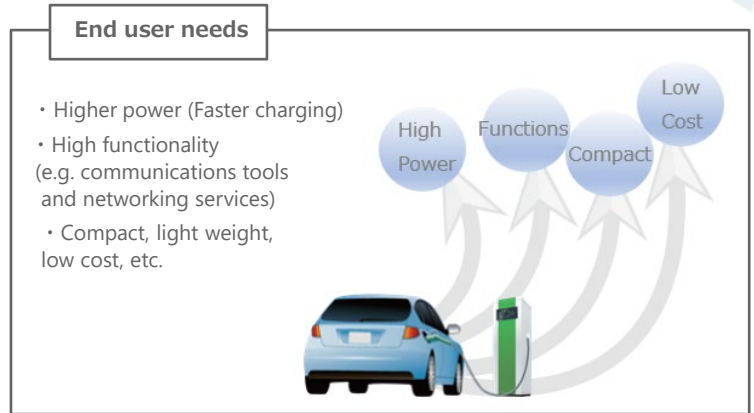 End user needs
・Higher power (Faster charging)
・High functionality
(e.g. communications tools
and networking services)
・Compact, light weight,
low cost, etc.
High
Power
Functions
Compact
Low
Cost